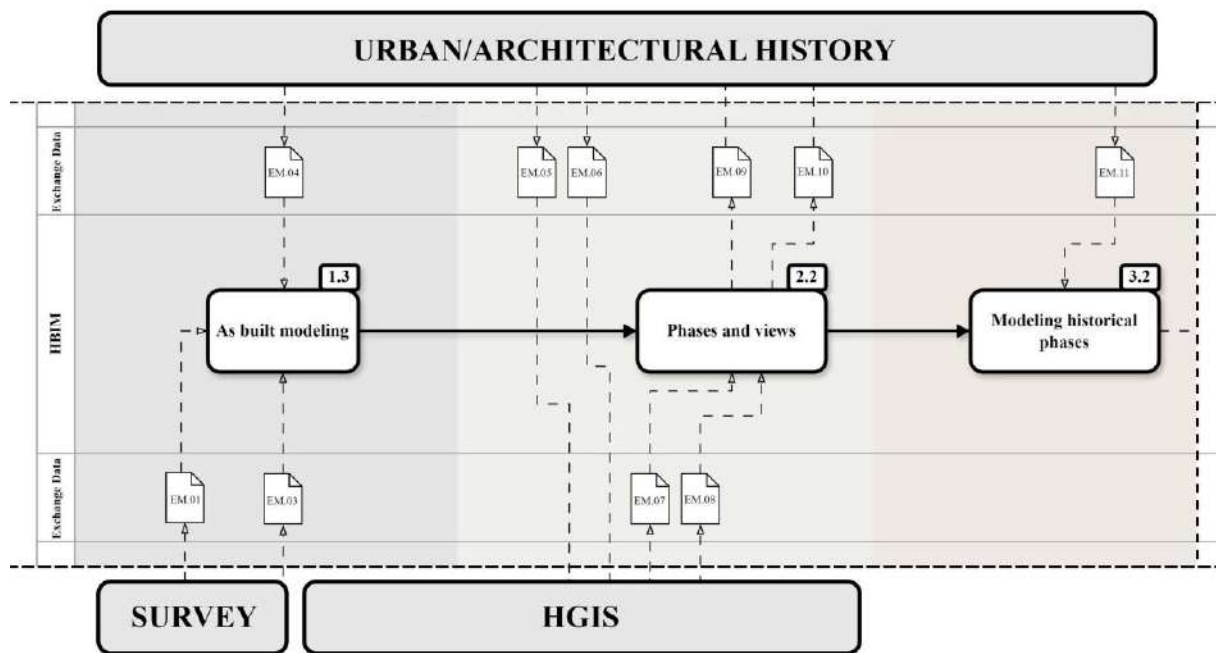 URBAN/ARCHITECTURAL HISTORY
Exchange Data
EM.04
EM.05
EM.06
EM.09
EM.10
EM.11
HBIM
1.3
As built modeling
2.2
Phases and views
3.2
Modeling historical
phases
Exchange Data
EM.01
EM.03
EM.07
EM.08
SURVEY
HGIS